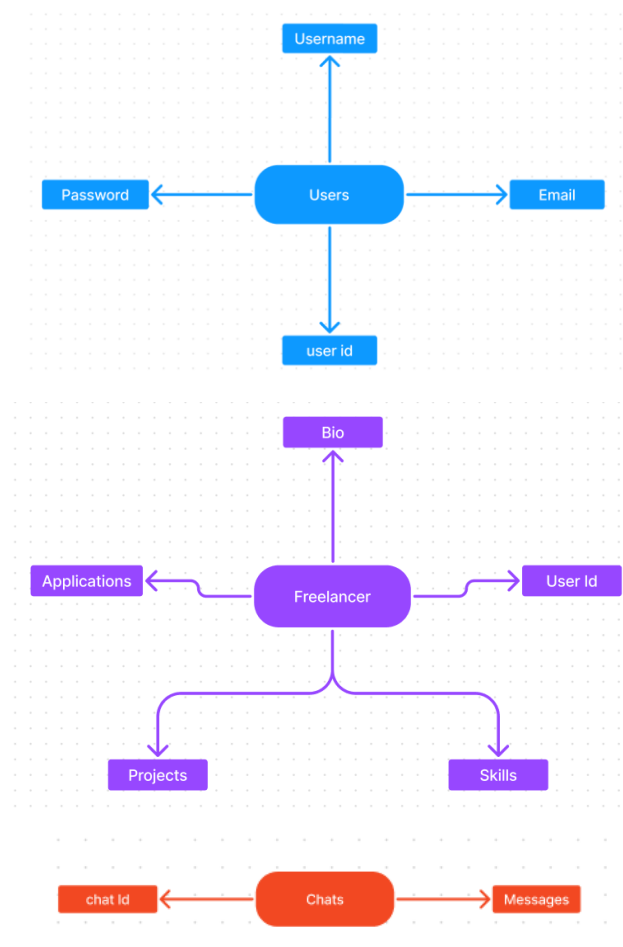 Username
Password
Users
Email
user id
Bio
Applications
Freelancer
User Id
Projects
Skills
chat Id
Chats
Messages